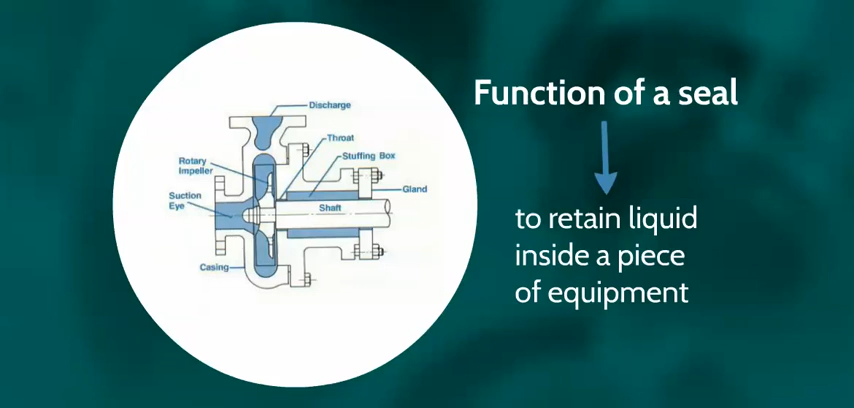 Discharge
Throat
Stuffing Box
Rotary
Impeller
Gland
Suction
Eye
Shaft
Casing
Function of a seal
to retain liquid
inside a piece
of equipment